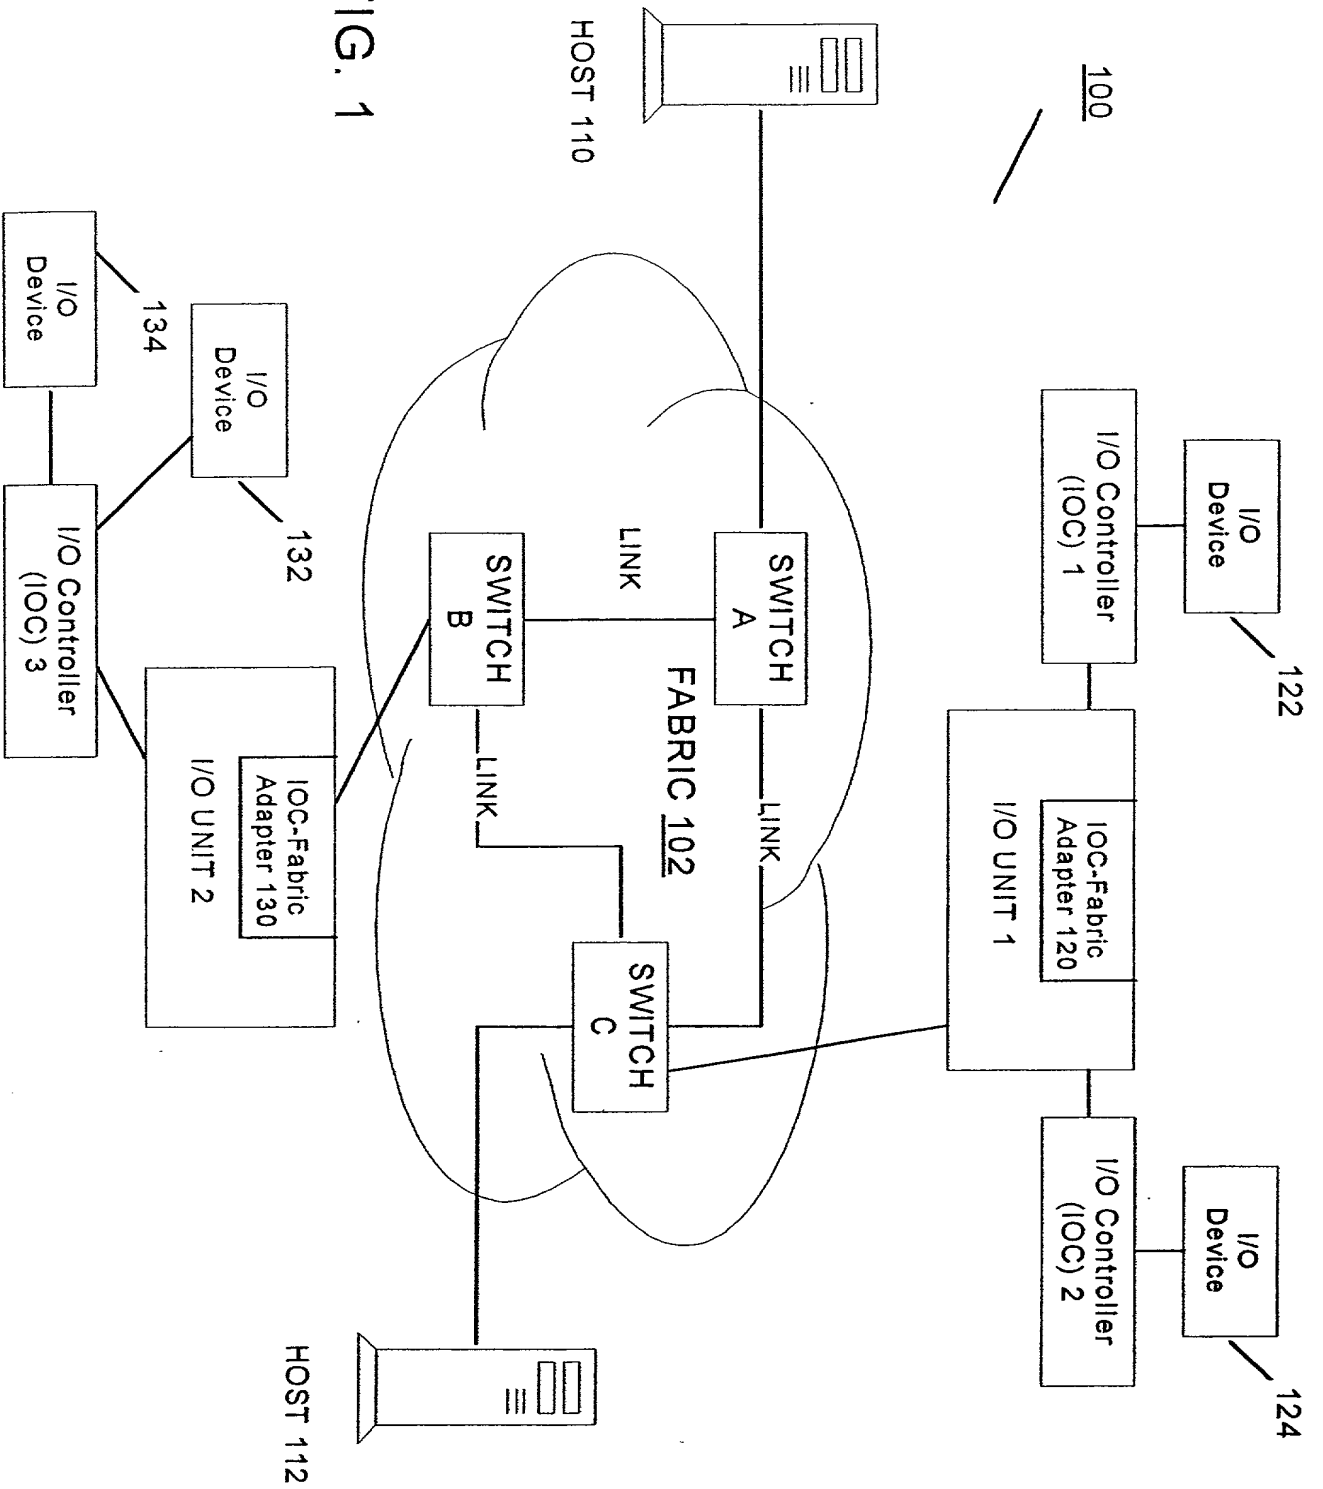 100
I/O
Device
122
I/O
Device
124
I/O Controller
(IOC) 1
IOC-Fabric
Adapter 120
I/O UNIT 1
I/O Controller
(IOC) 2
HOST 110
SWITCH
A
LINK
LINK
FABRIC 102
SWITCH
B
LINK
SWITCH
C
I/O
Device
132
I/O
Device
134
IOC-Fabric
Adapter 130
I/O UNIT 2
I/O Controller
(IOC) 3
HOST 112
FIG. 1